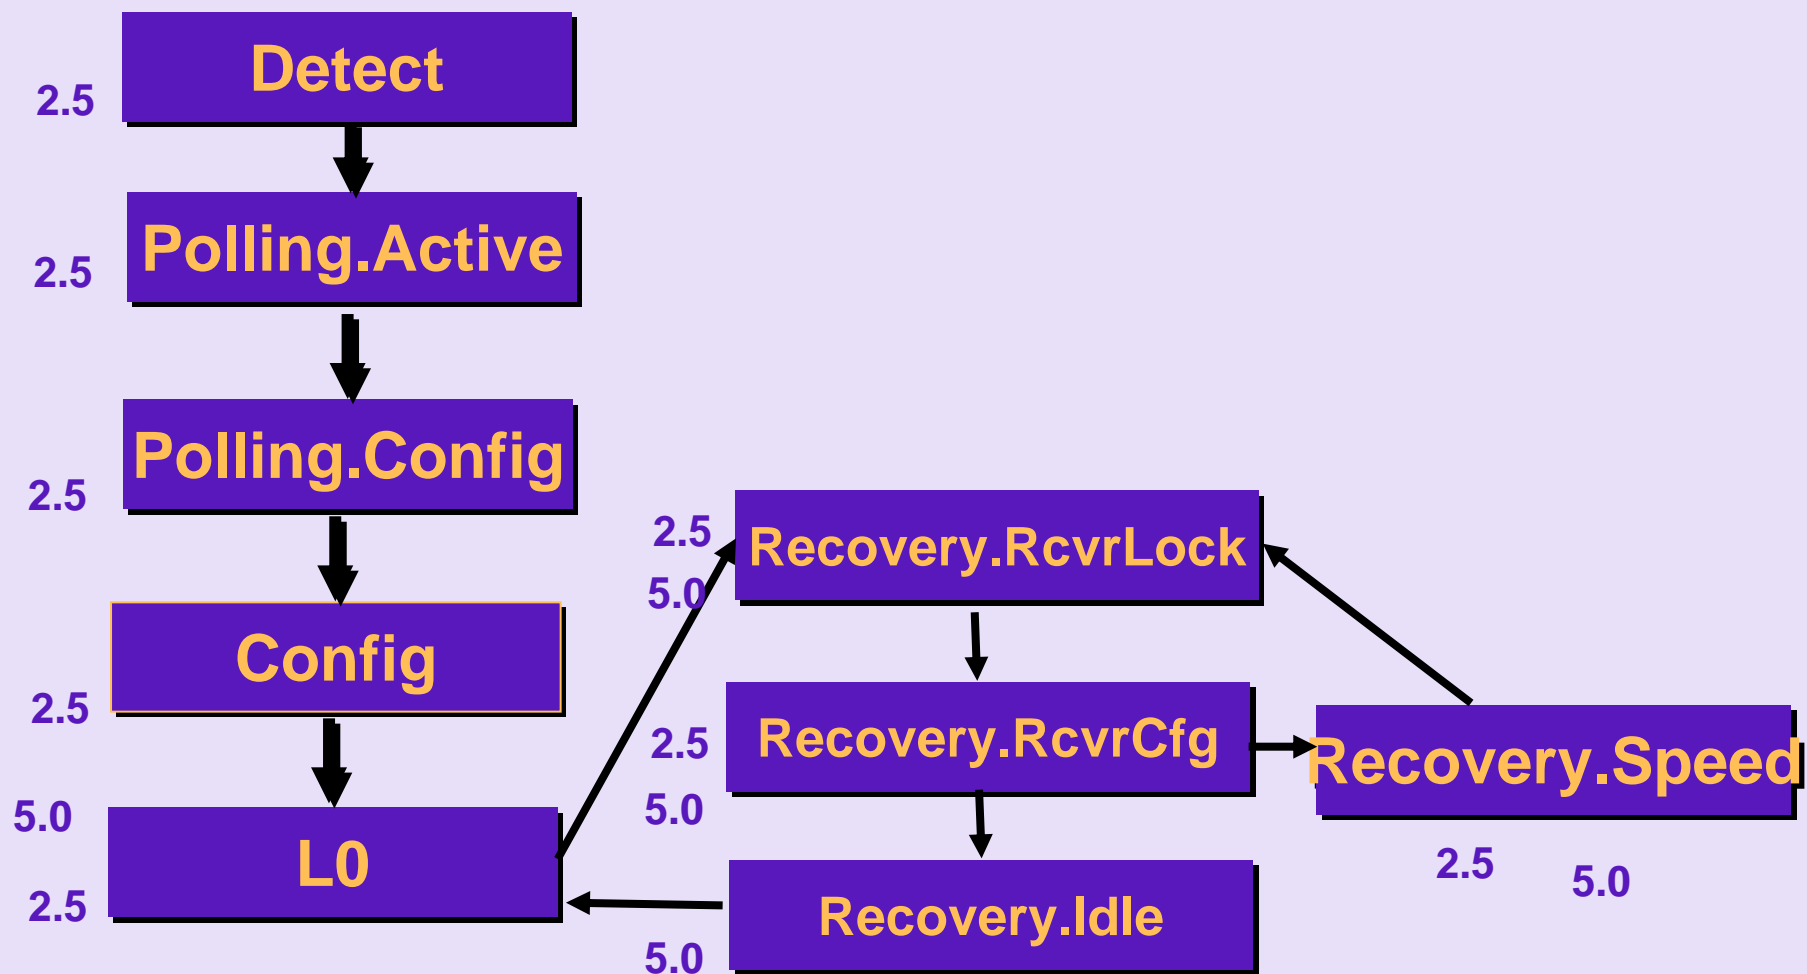 Detect
2.5
Polling.Active
2.5
Polling.Config
2.5
Config
2.5
5.0
L0
2.5
2.5
Recovery.RcvrLock
5.0
Recovery.RcvrCfg
2.5
5.0
Recovery.Speed
2.5
5.0
Recovery.Idle
5.0